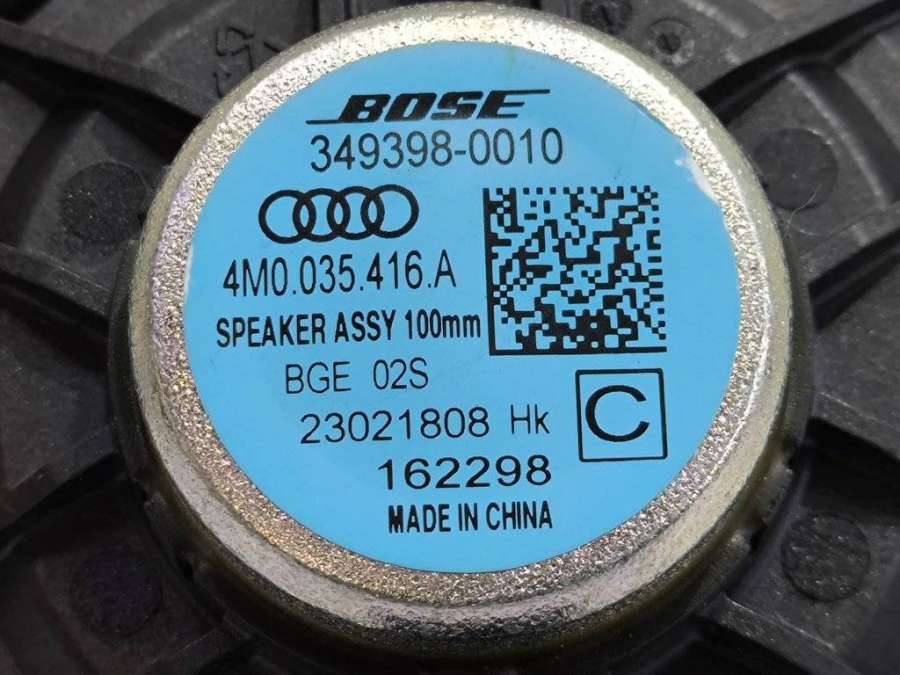 BOSE
349398-0010
4M0.035.416.A
SPEAKER ASSY 100mm
BGE 02S
23021808 Hk
C
162298
MADE IN CHINA